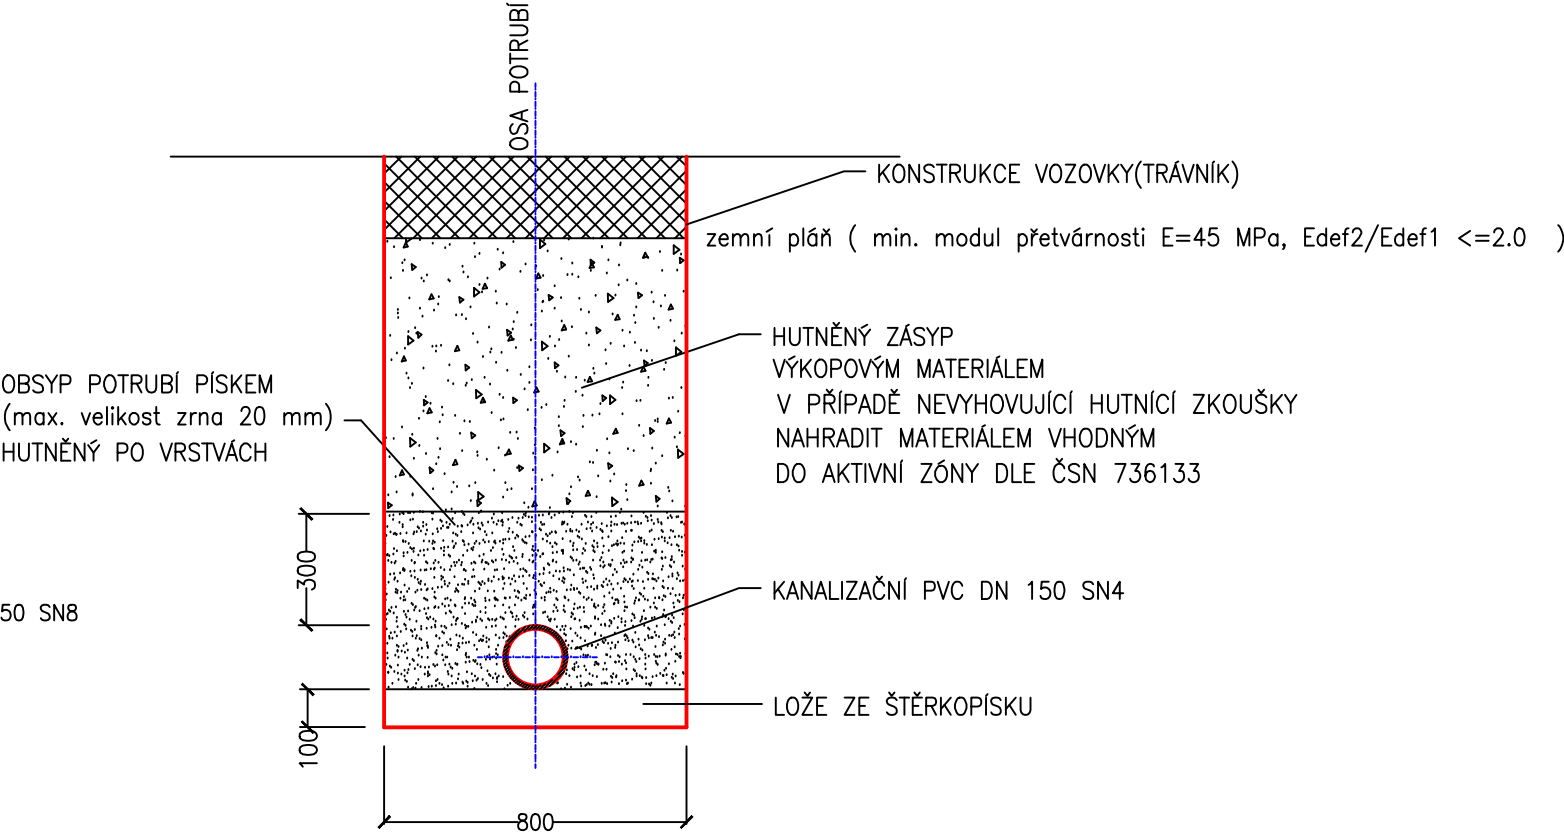 OSA POTRUBÍ
KONSTRUKCE VOZOVKY(TRÁVNÍK)
zemní pláň ( min. modul přetvárnosti E=45 MPa, Edef2/Edef1 <=2.0 )
HUTNĚNÝ ZÁSYP
VÝKOPOVÝM MATERIÁLEM
V PŘÍPADĚ NEVYHOVUJÍCÍ HUTNÍCÍ ZKOUŠKY
NAHRADIT MATERIÁLEM VHODNÝM
DO AKTIVNÍ ZÓNY DLE ČSN 736133
OBSYP POTRUBÍ PÍSKEM
(max. velikost zrna 20 mm)
HUTNĚNÝ PO VRSTVÁCH
300
50 SN8
KANALIZAČNÍ PVC DN 150 SN4
LOŽE ZE ŠTĚRKOPÍSKU
100
800